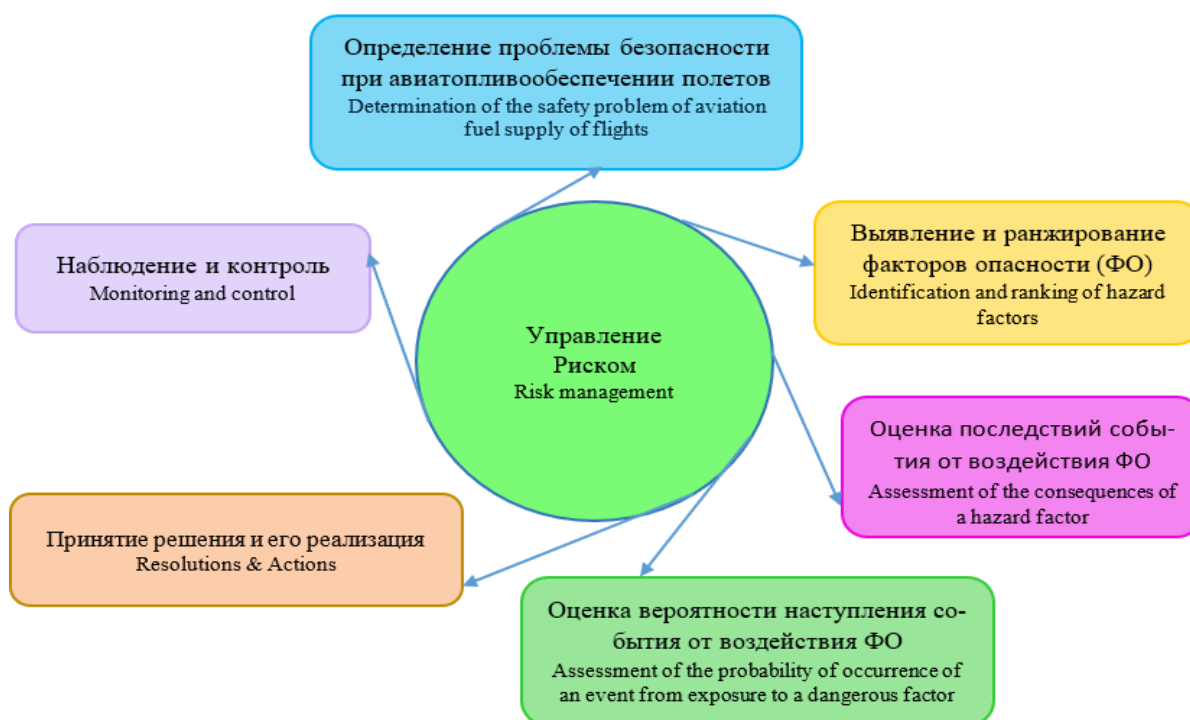 Определение проблемы безопасности
при авиатопливообеспечении полетов
Determination of the safety problem of aviation
fuel supply of flights
Выявление и ранжирование
факторов опасности (ФО)
Identification and ranking of hazard
factors
Наблюдение и контроль
Monitoring and control
Управление
Риском
Risk management
Оценка последствий собы-
тия от воздействия ФО
Assessment of the consequences of
a hazard factor
Принятие решения и его реализация
Resolutions & Actions
Оценка вероятности наступления со-
бытия от воздействия ФО
Assessment of the probability of occurrence of
an event from exposure to a dangerous factor